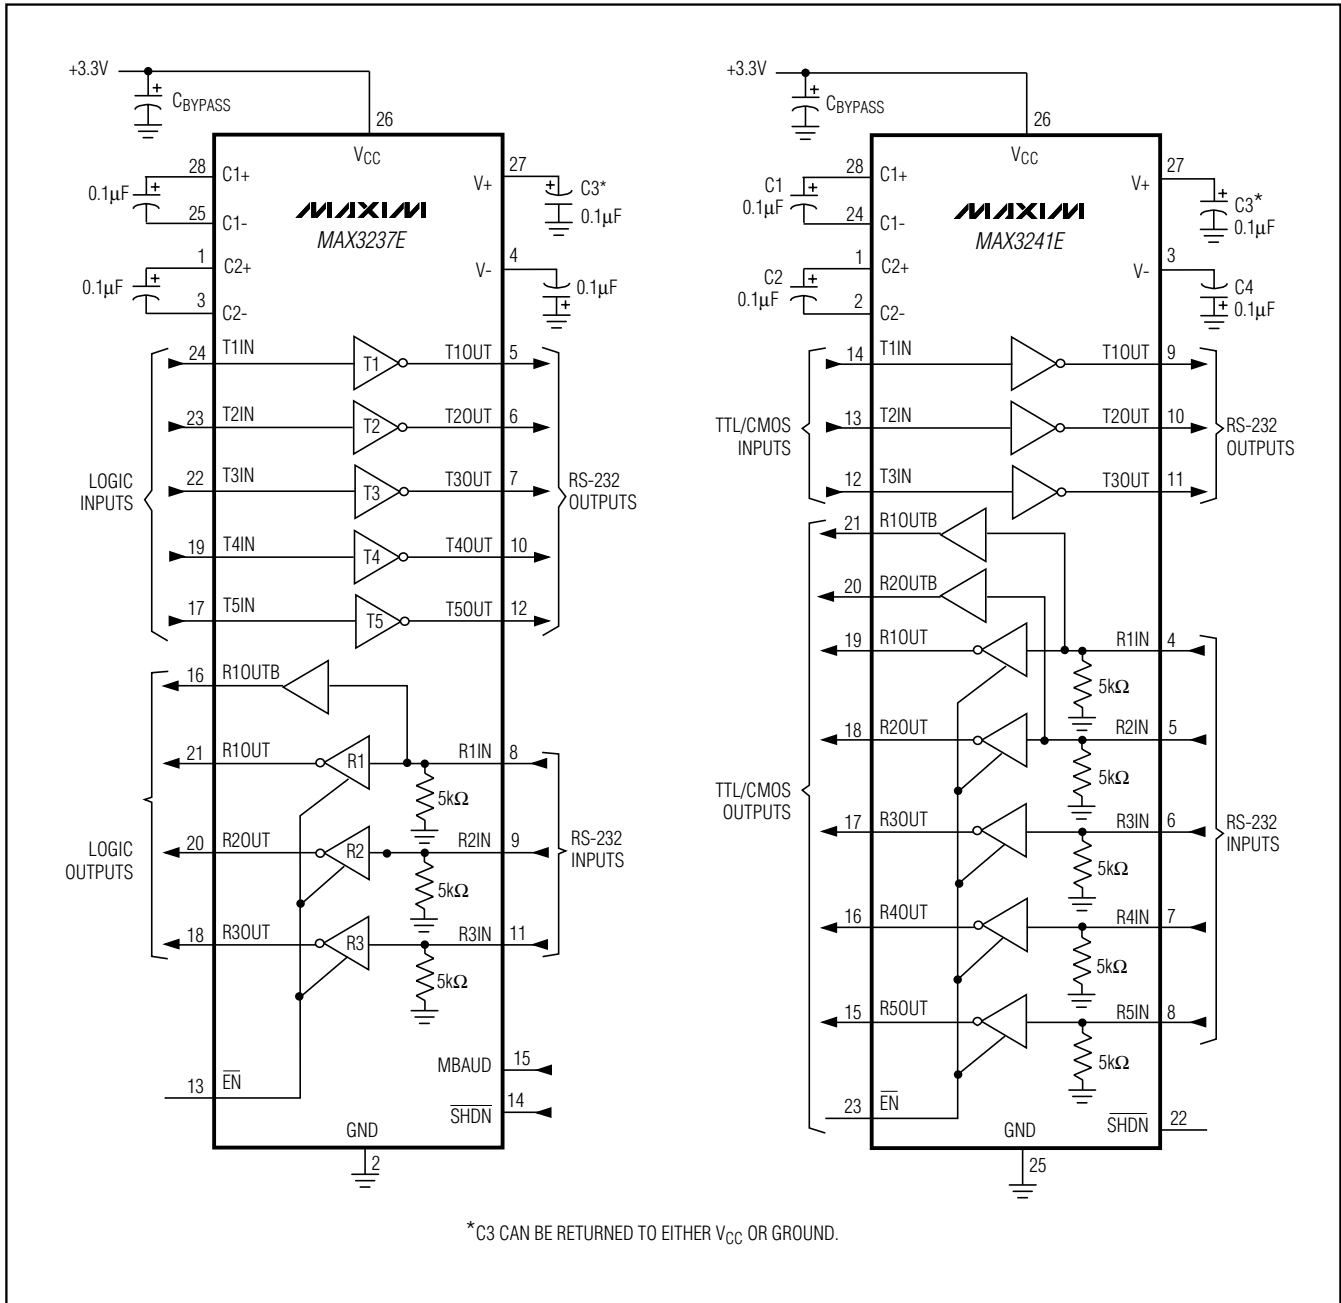 +3.3V
CBYPASS
26
VCC
28
C1+
0.1µF
25
C1-
1
C2+
0.1µF
3
C2-
27
V+
C3*
0.1µF
4
V-
0.1µF
MAXIM
MAX3237E
24 T1IN T1 T1OUT 5
23 T2IN T2 T2OUT 6
22 T3IN T3 T3OUT 7
19 T4IN T4 T4OUT 10
17 T5IN T5 T5OUT 12
LOGIC
INPUTS
RS-232
OUTPUTS
16 R1OUTB
21 R1OUT R1 R1IN 8
5kΩ
20 R2OUT R2 R2IN 9
5kΩ
18 R3OUT R3 R3IN 11
5kΩ
LOGIC
OUTPUTS
RS-232
INPUTS
MBAUD 15
13 EN
SHDN 14
GND
2
+3.3V
CBYPASS
26
VCC
28
C1+
C1
0.1µF
24
C1-
1
C2+
C2
0.1µF
2
C2-
27
V+
C3*
0.1µF
3
V-
C4
0.1µF
MAXIM
MAX3241E
14 T1IN T1OUT 9
13 T2IN T2OUT 10
12 T3IN T3OUT 11
TTL/CMOS
INPUTS
RS-232
OUTPUTS
21 R1OUTB
20 R2OUTB
19 R1OUT R1IN 4
5kΩ
18 R2OUT R2IN 5
5kΩ
17 R3OUT R3IN 6
5kΩ
16 R4OUT R4IN 7
5kΩ
15 R5OUT R5IN 8
5kΩ
TTL/CMOS
OUTPUTS
RS-232
INPUTS
23 EN
SHDN 22
GND
25
*C3 CAN BE RETURNED TO EITHER VCC OR GROUND.